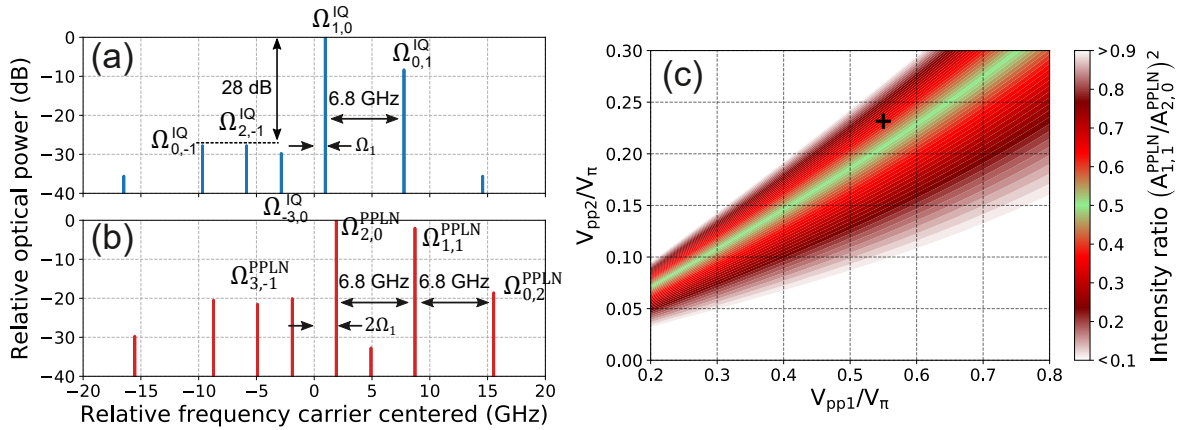 (a)
Ω^IQ_1,0
Ω^IQ_0,1
28 dB
6.8 GHz
Ω^IQ_0,-1
Ω^IQ_2,-1
Ω_1
Ω^IQ_-3,0
0
−10
−20
−30
−40
Relative optical power (dB)
(b)
Ω^PPLN_2,0
Ω^PPLN_1,1
Ω^PPLN_3,-1
6.8 GHz
6.8 GHz
Ω^PPLN_0,2
2Ω_1
0
−10
−20
−30
−40
−20
−15
−10
−5
0
5
10
15
20
Relative frequency carrier centered (GHz)
(c)
0.30
0.25
0.20
0.15
0.10
0.05
0.00
V_pp2/V_π
0.2
0.3
0.4
0.5
0.6
0.7
0.8
V_pp1/V_π
>0.9
0.8
0.7
0.6
0.5
0.4
0.3
0.2
<0.1
Intensity ratio (A^PPLN_1,1/A^PPLN_2,0)^2